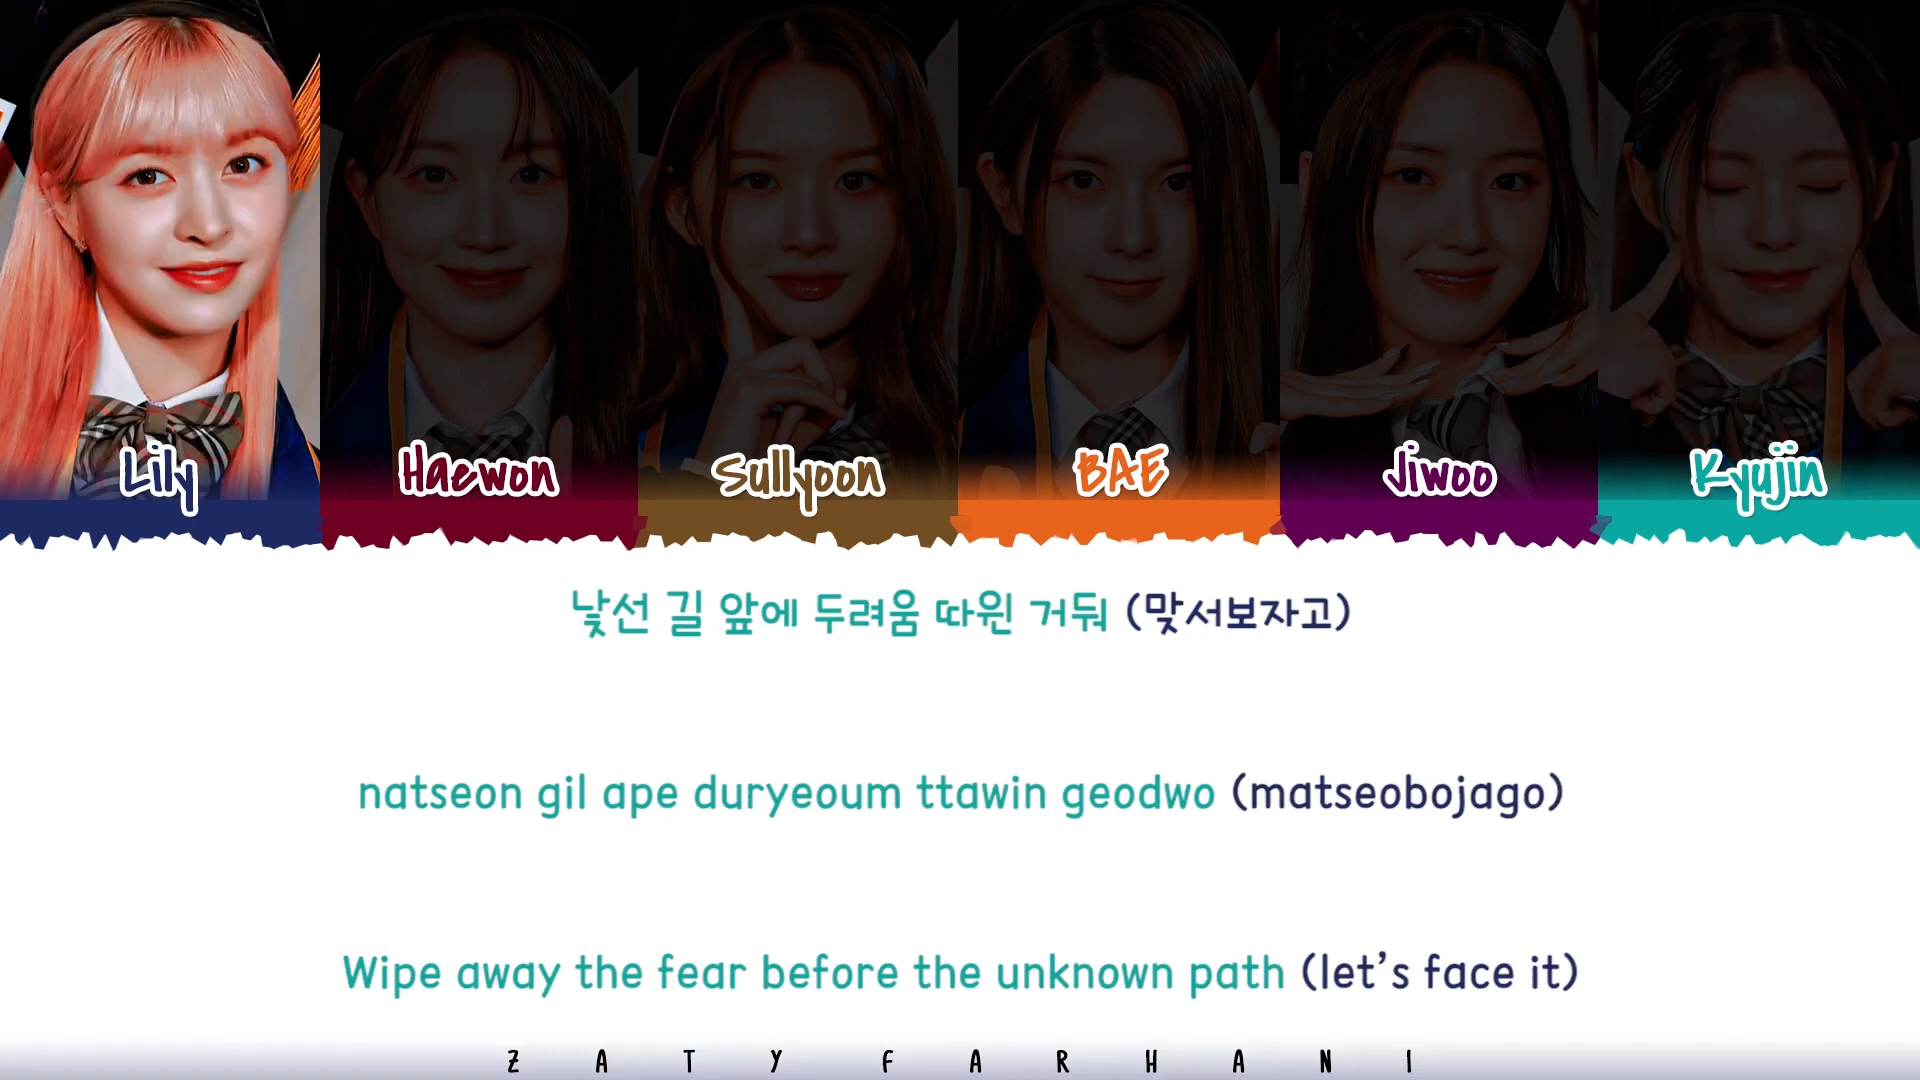 Lily Haewon Sullyoon BAE Jiwoo Kyujin
낯선 길 앞에 두려움 따윈 거둬 (맞서보자고)
natseon gil ape duryeoum ttawin geodwo (matseobojago)
Wipe away the fear before the unknown path (let’s face it)
ZATY FARHANI